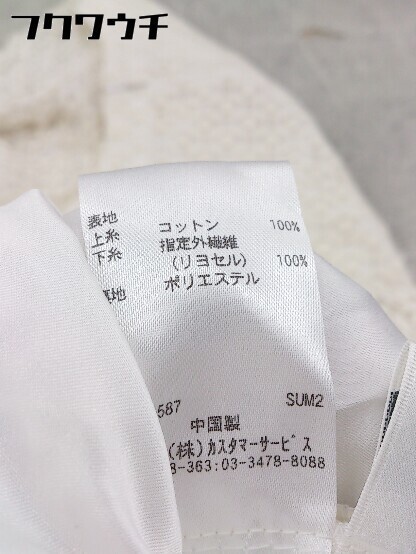 フクワウチ
表地 コットン 100%
上糸 指定外繊維
下糸 (リヨセル) 100%
地 ポリエステル
587 SUM2
中国製
(株)カスタマーサービス
8-363:03-3478-8088